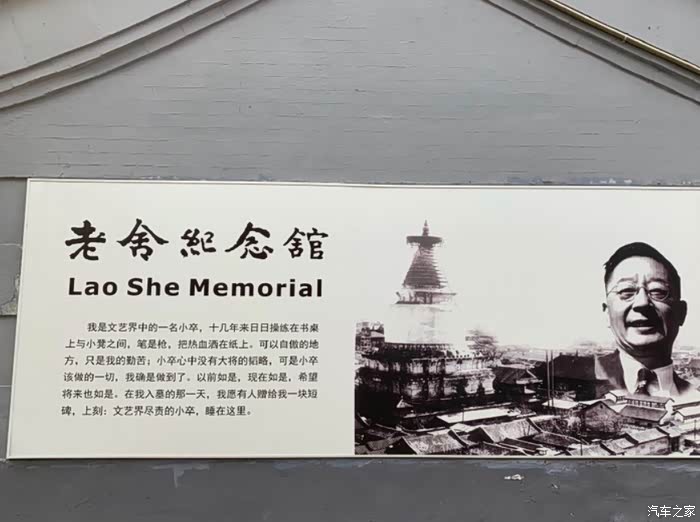 老舍紀念館
Lao She Memorial
我是文艺界中的一名小卒，十几年来日日操练在书桌
上与小凳之间，笔是枪，把热血洒在纸上。可以自傲的地
方，只是我的勤苦；小卒心中没有大将的韬略，可是小卒
该做的一切，我确是做到了。以前如是，现在如是，希望
将来也如是。在我入墓的那一天，我愿有人赠给我一块短
碑，上刻：文艺界尽责的小卒，睡在这里。
汽车之家